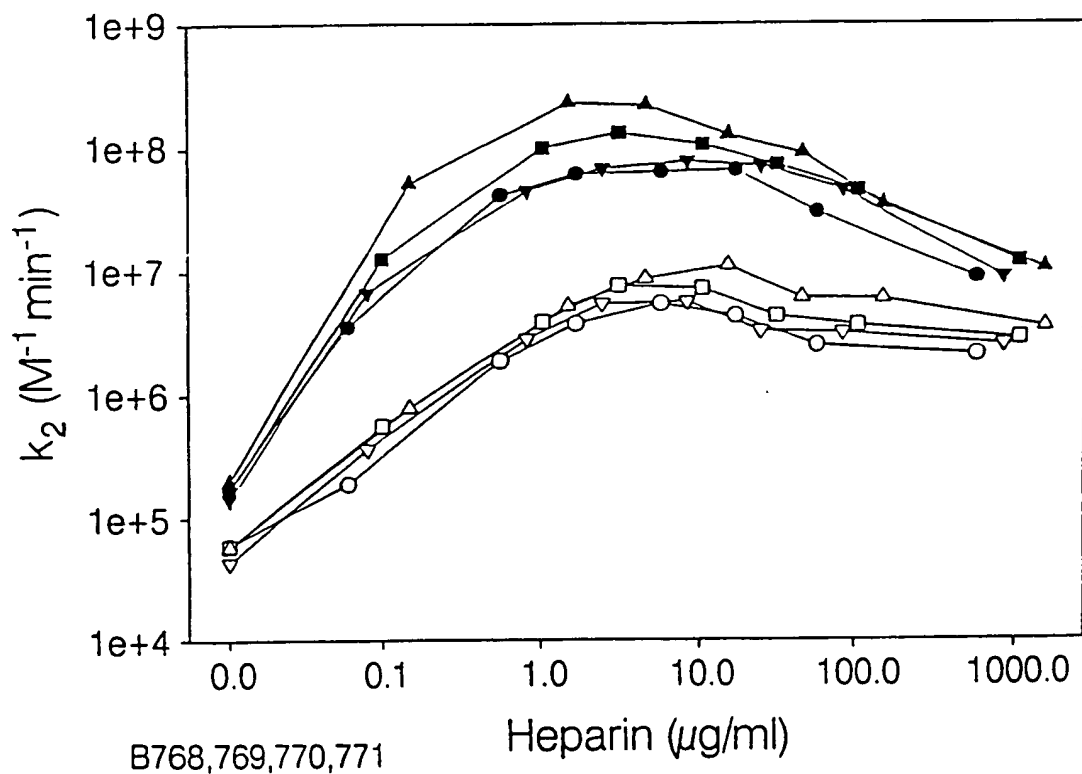 1e+9
1e+8
1e+7
1e+6
1e+5
1e+4
k2 (M-1 min-1)
0.0 0.1 1.0 10.0 100.0 1000.0
Heparin (µg/ml)
B768,769,770,771